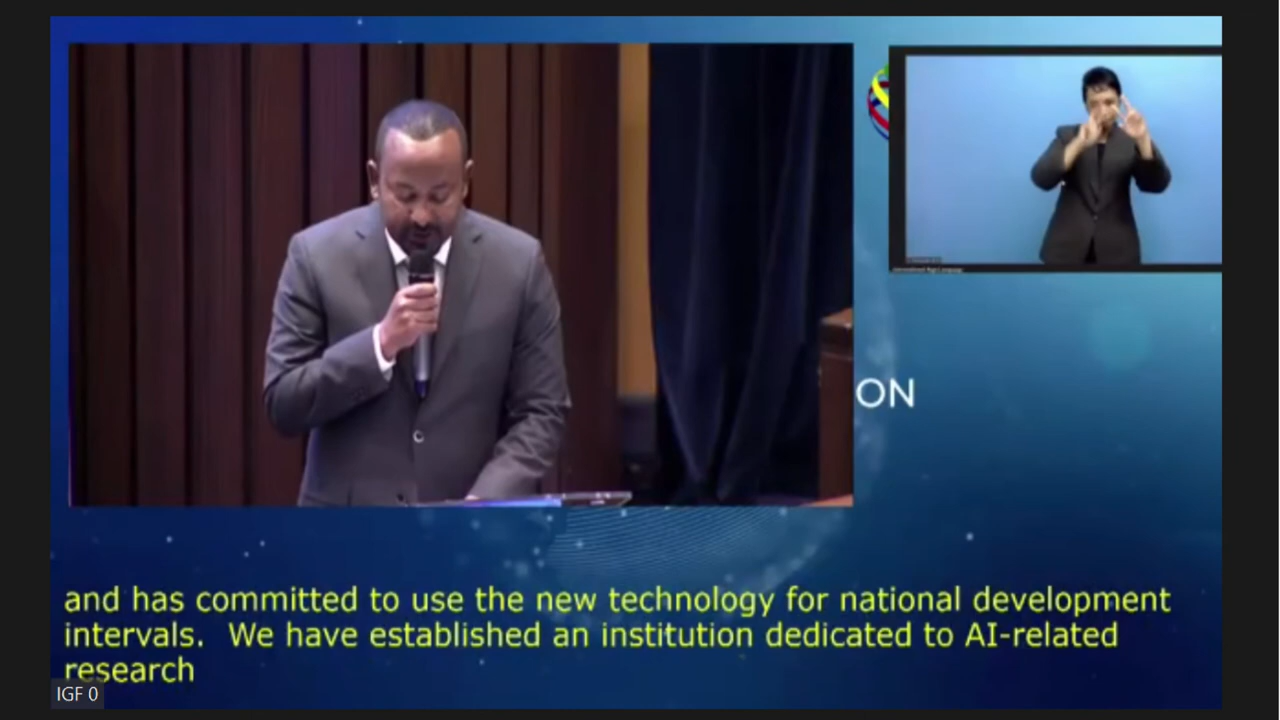 ON
and has committed to use the new technology for national development
intervals.  We have established an institution dedicated to AI-related
research
IGF 0